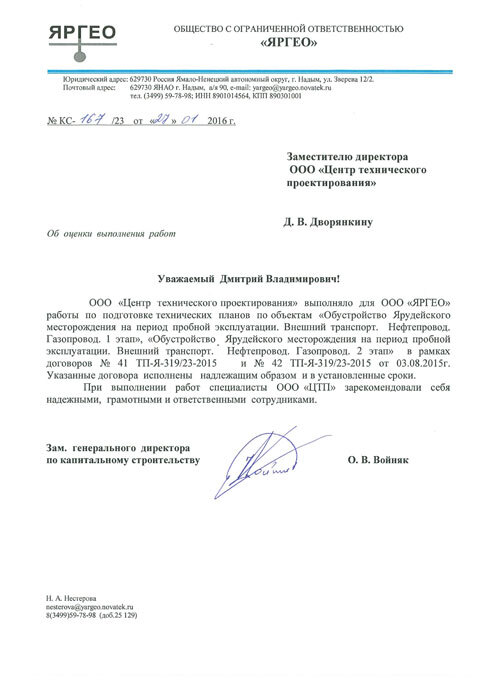 ЯРГЕО
ОБЩЕСТВО С ОГРАНИЧЕННОЙ ОТВЕТСТВЕННОСТЬЮ
«ЯРГЕО»
Юридический адрес: 629730 Россия Ямало-Ненецкий автономный округ, г. Надым, ул. Зверева 12/2.
Почтовый адрес: 629730 ЯНАО г. Надым, а/я 90, e-mail: yargeo@yargeo.novatek.ru
тел. (3499) 59-78-98; ИНН 8901014564, КПП 890301001
№ КС- 167 /23 от «27» 01 2016 г.
Заместителю директора
ООО «Центр технического
проектирования»
Д. В. Дворянкину
Об оценки выполнения работ
Уважаемый Дмитрий Владимирович!
ООО «Центр технического проектирования» выполняло для ООО «ЯРГЕО»
работы по подготовке технических планов по объектам «Обустройство Ярудейского
месторождения на период пробной эксплуатации. Внешний транспорт. Нефтепровод.
Газопровод. 1 этап», «Обустройство Ярудейского месторождения на период пробной
эксплуатации. Внешний транспорт. Нефтепровод. Газопровод. 2 этап» в рамках
договоров № 41 ТП-Я-319/23-2015 и № 42 ТП-Я-319/23-2015 от 03.08.2015г.
Указанные договора исполнены надлежащим образом и в установленные сроки.
При выполнении работ специалисты ООО «ЦТП» зарекомендовали себя
надежными, грамотными и ответственными сотрудниками.
Зам. генерального директора
по капитальному строительству О. В. Войняк
Н. А. Нестерова
nesterova@yargeo.novatek.ru
8(3499)59-78-98 (доб.25 129)